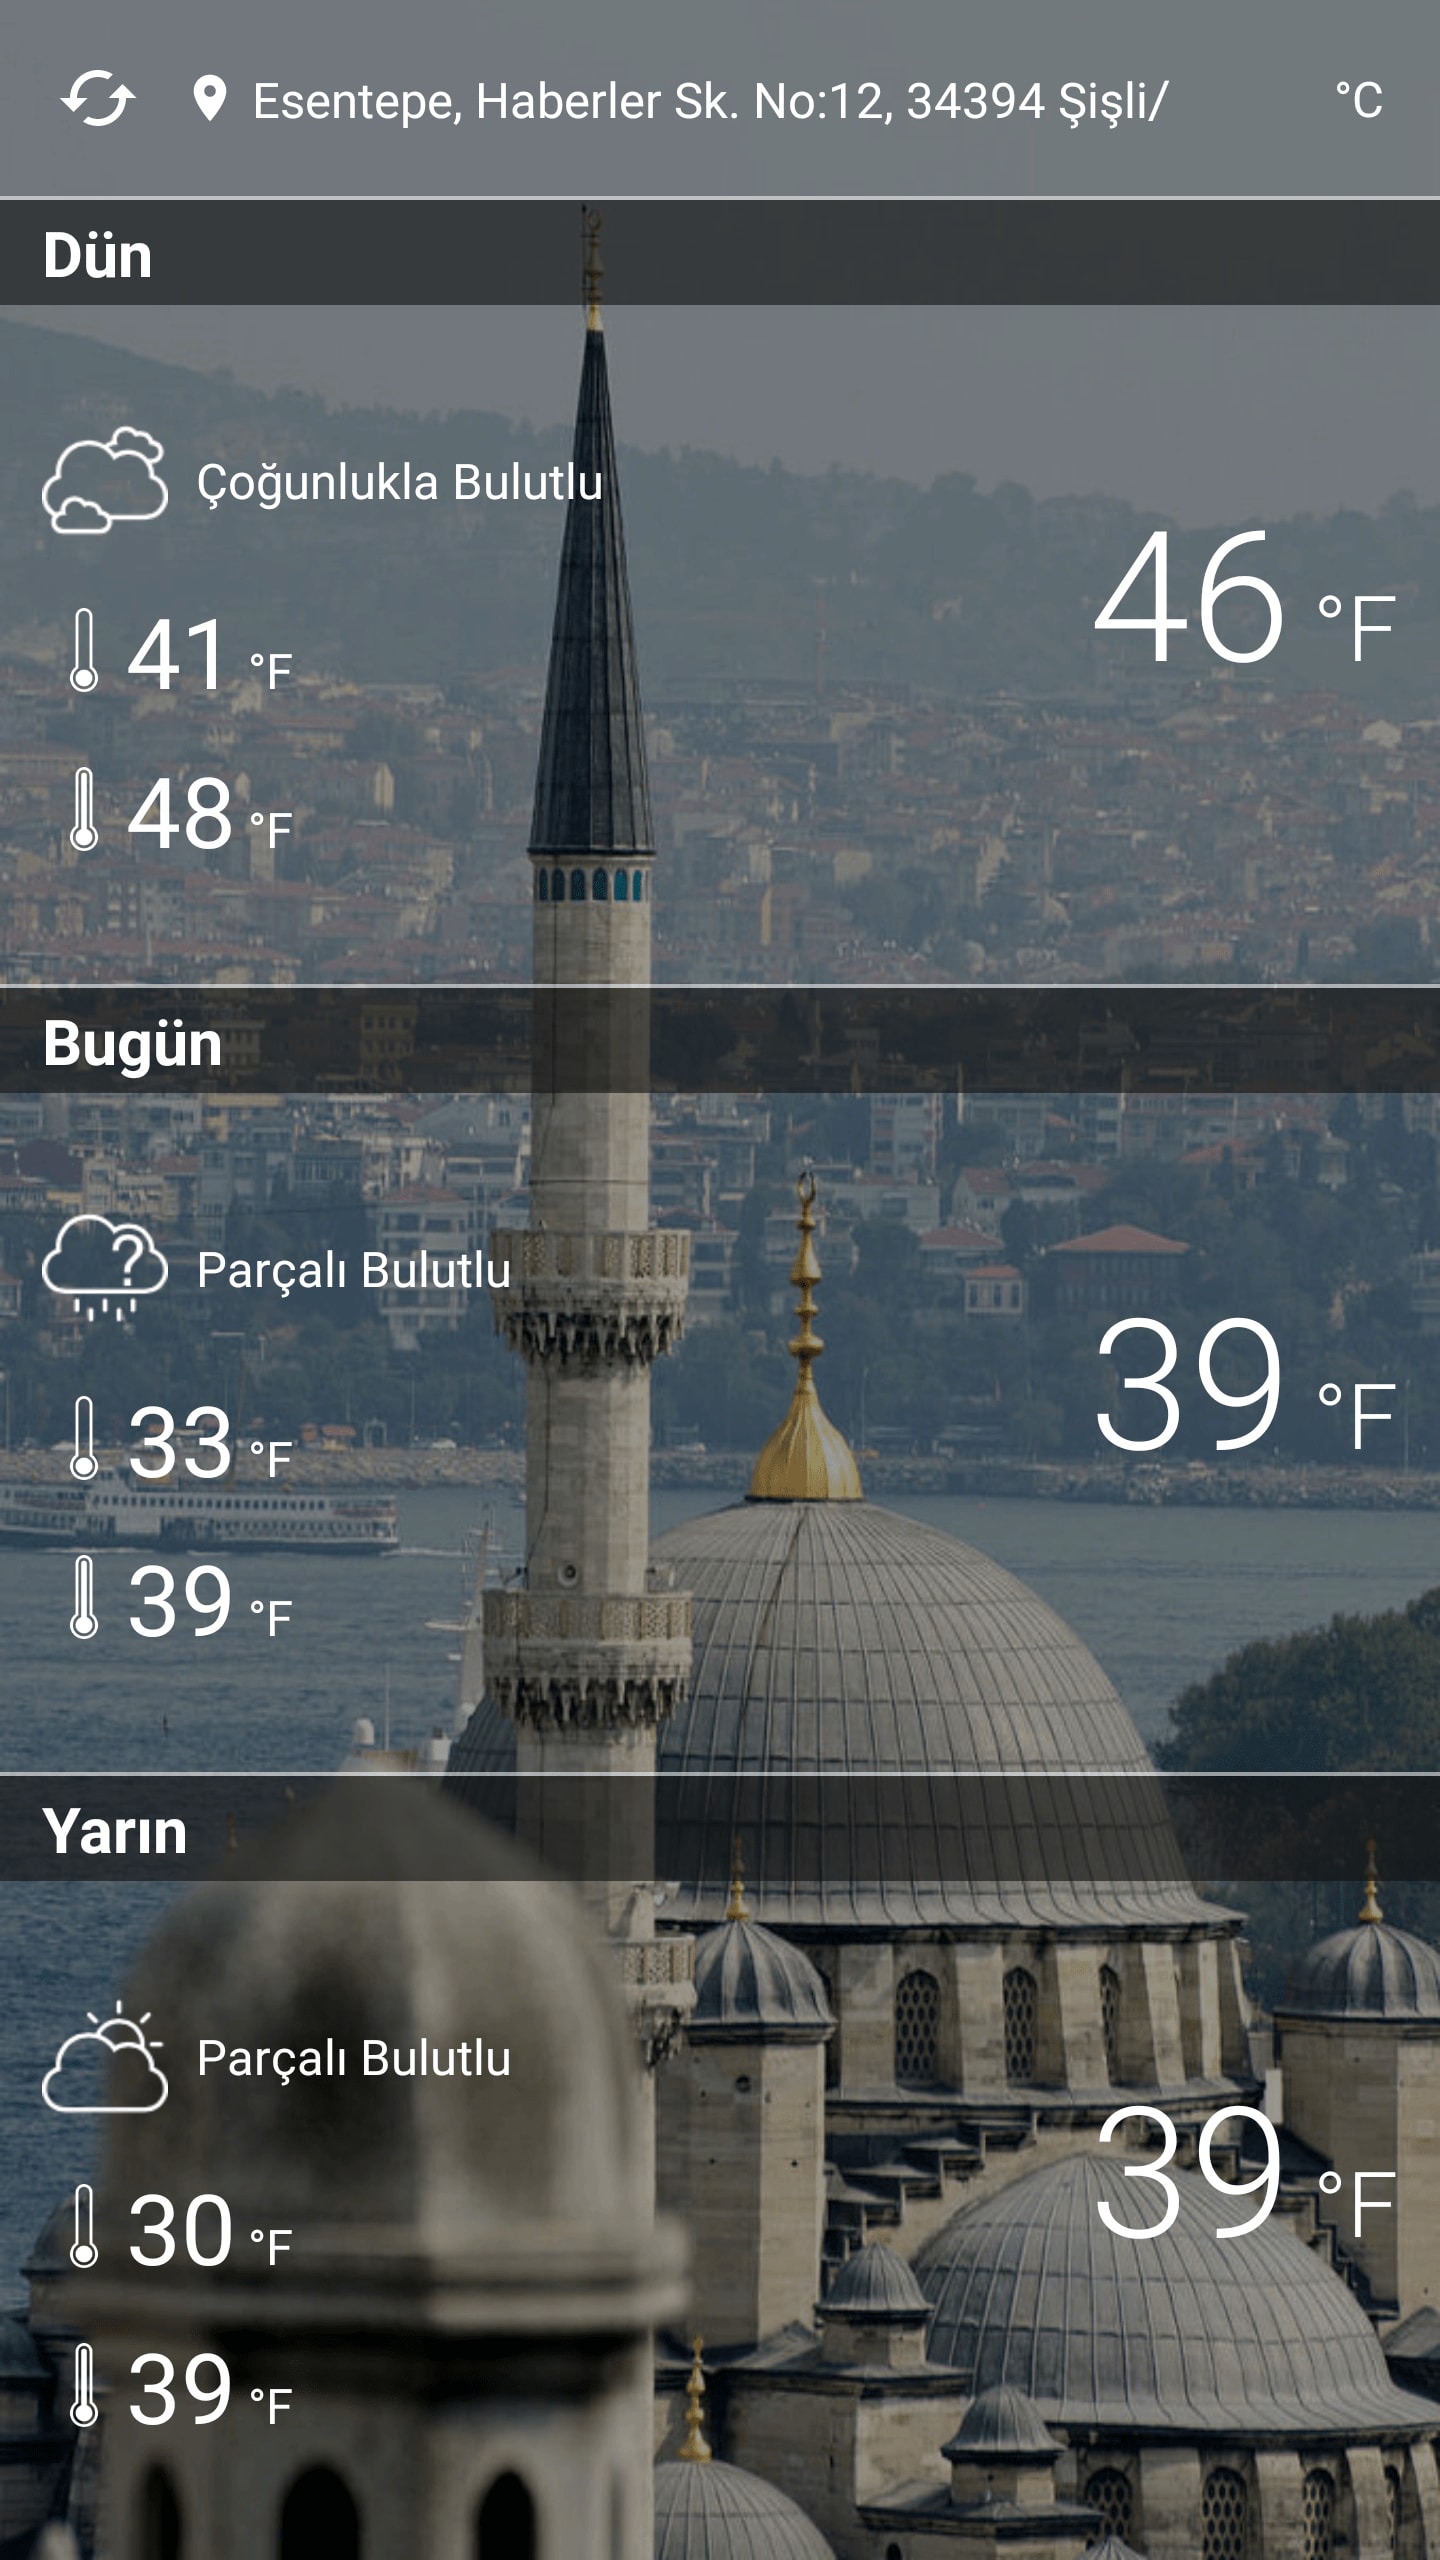 Esentepe, Haberler Sk. No:12, 34394 Şişli/ °C
Dün
Çoğunlukla Bulutlu
46 °F
41 °F
48 °F
Bugün
Parçalı Bulutlu
39 °F
33 °F
39 °F
Yarın
Parçalı Bulutlu
39 °F
30 °F
39 °F